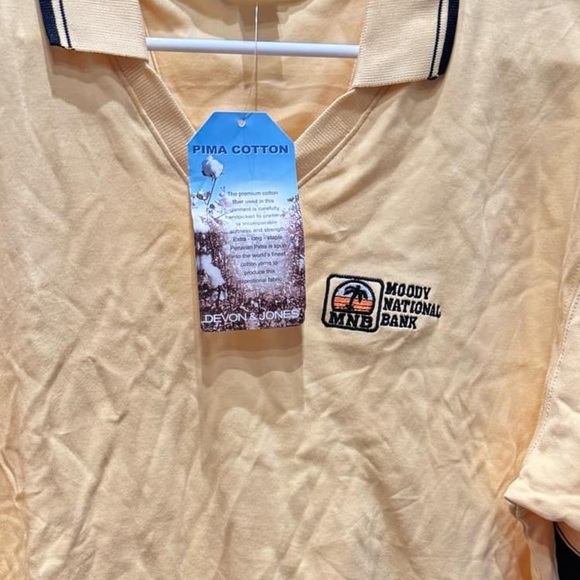 PIMA COTTON
The premium cotton
fiber used in this
garment is carefully
handpicked to preserve
its incomparable
softness and strength.
Extra - long - staple
Peruvian Pima is spun
into the world's finest
cotton yarns to
produce this
exceptional fabric.
DEVON & JONES
MNB
MOODY
NATIONAL
BANK